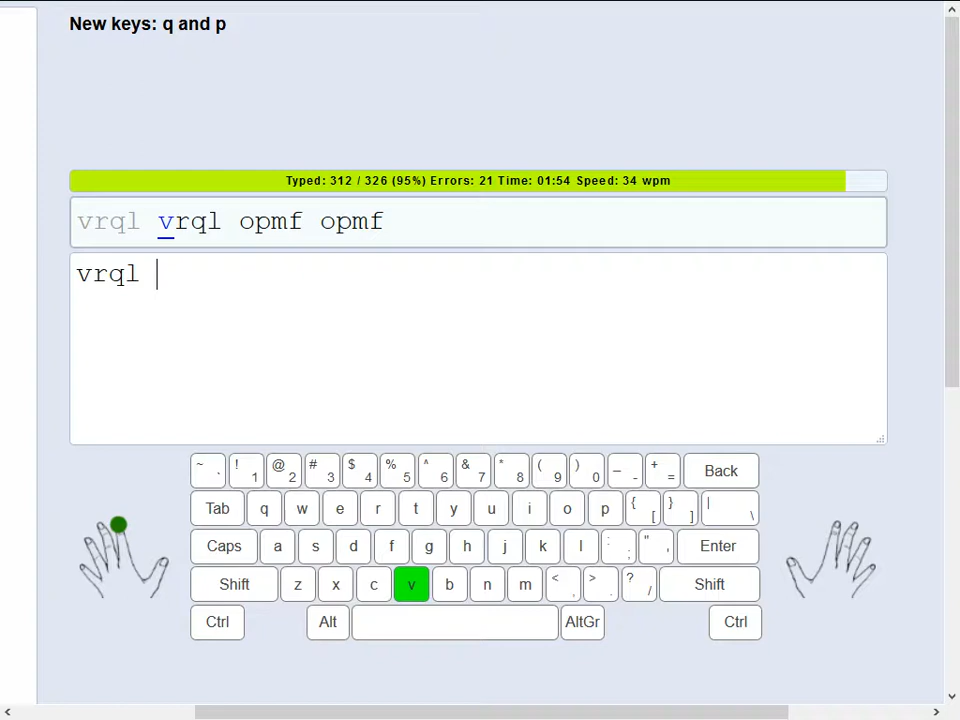 New keys: q and p
Typed: 312 / 326 (95%) Errors: 21 Time: 01:54 Speed: 34 wpm
vrql vrql opmf opmf
vrql
~ ` ! 1 @ 2 # 3 $ 4 % 5 ^ 6 & 7 * 8 ( 9 ) 0 _ - + = Back
Tab q w e r t y u i o p { [ } ] | \
Caps a s d f g h j k l : ; " ' Enter
Shift z x c v b n m < , > . ? / Shift
Ctrl Alt AltGr Ctrl